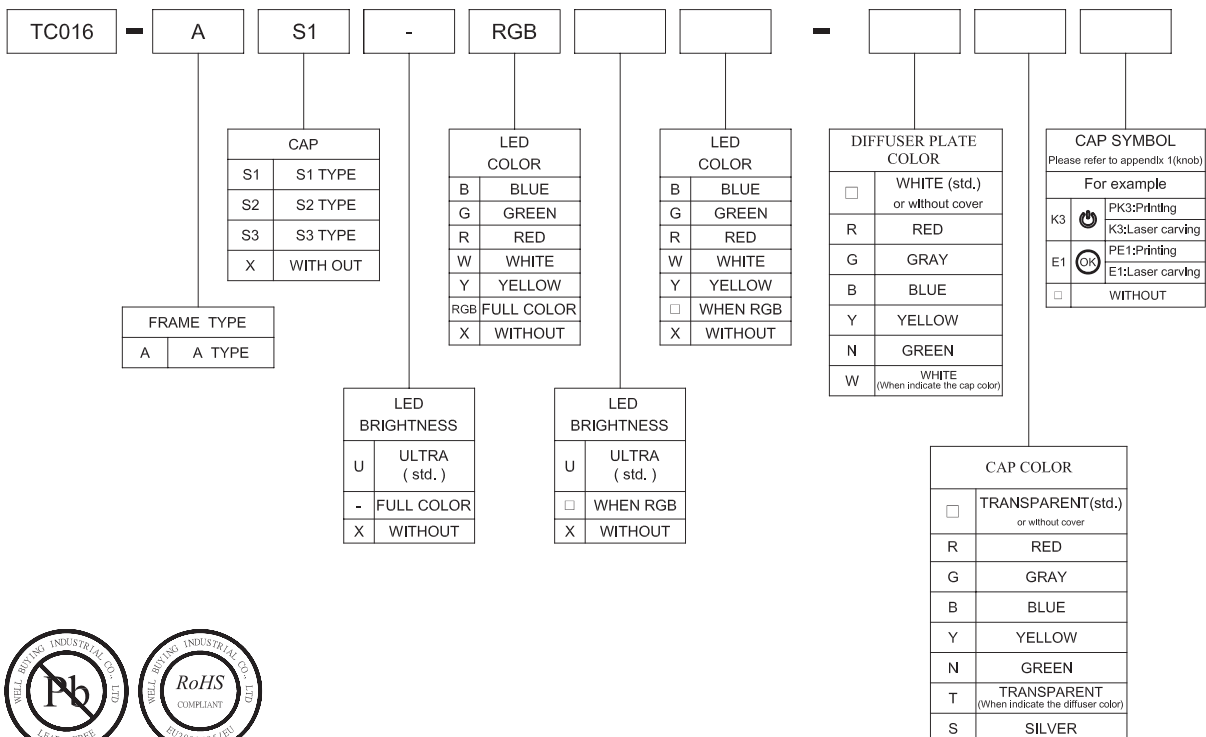 TC016 - A S1 - RGB -
CAP
S1 S1 TYPE
S2 S2 TYPE
S3 S3 TYPE
X WITH OUT
FRAME TYPE
A A TYPE
LED
COLOR
B BLUE
G GREEN
R RED
W WHITE
Y YELLOW
RGB FULL COLOR
X WITHOUT
LED
BRIGHTNESS
U ULTRA
( std. )
- FULL COLOR
X WITHOUT
LED
COLOR
B BLUE
G GREEN
R RED
W WHITE
Y YELLOW
□ WHEN RGB
X WITHOUT
LED
BRIGHTNESS
U ULTRA
( std. )
□ WHEN RGB
X WITHOUT
DIFFUSER PLATE
COLOR
□ WHITE (std.)
or without cover
R RED
G GRAY
B BLUE
Y YELLOW
N GREEN
W WHITE
(When indicate the cap color)
CAP SYMBOL
Please refer to appendix 1(knob)
For example
K3 PK3:Printing
K3:Laser carving
E1 OK PE1:Printing
E1:Laser carving
□ WITHOUT
CAP COLOR
□ TRANSPARENT(std.)
or without cover
R RED
G GRAY
B BLUE
Y YELLOW
N GREEN
T TRANSPARENT
(When indicate the diffuser color)
S SILVER
WELL BUYING INDUSTRIAL CO., LTD
Pb
WELL BUYING INDUSTRIAL CO., LTD
RoHS
COMPLIANT